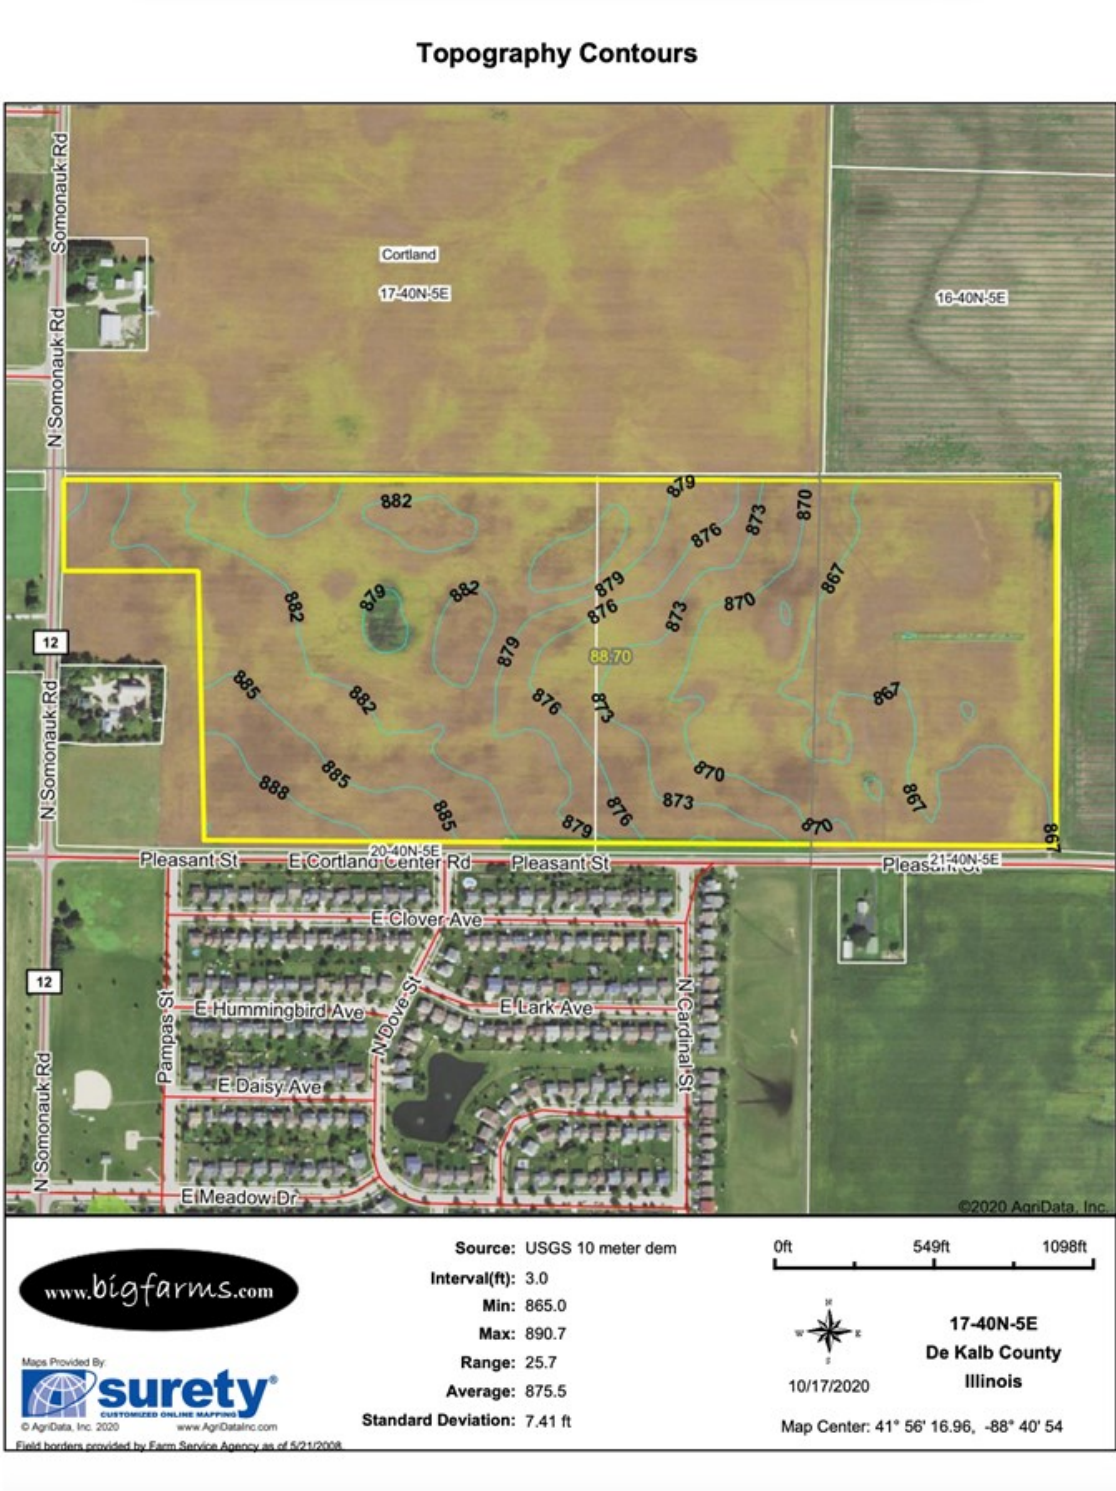 Topography Contours
Somonauk Rd
Cortland
17-40N-5E
16-40N-5E
N Somonauk Rd
882
879
876
873
870
867
882
879
882
879
876
873
870
867
882
879
88.70
12
885
882
876
873
867
N Somonauk Rd
888
885
885
879
876
873
870
870
867
867
Pleasant St
20-40N-5E
E Cortland Center Rd
Pleasant St
Pleasant St
21-40N-5E
E Clover Ave
12
Pampas St
E Hummingbird Ave
N Dove St
E Lark Ave
N Cardinal St
E Daisy Ave
N Somonauk Rd
E Meadow Dr
©2020 AgriData, Inc.
www.bigfarms.com
Maps Provided By:
surety®
CUSTOMIZED ONLINE MAPPING
© AgriData, Inc. 2020
www.AgriDataInc.com
Field borders provided by Farm Service Agency as of 5/21/2008.
Source: USGS 10 meter dem
Interval(ft): 3.0
Min: 865.0
Max: 890.7
Range: 25.7
Average: 875.5
Standard Deviation: 7.41 ft
0ft 549ft 1098ft
N
W
E
S
10/17/2020
17-40N-5E
De Kalb County
Illinois
Map Center: 41° 56' 16.96, -88° 40' 54